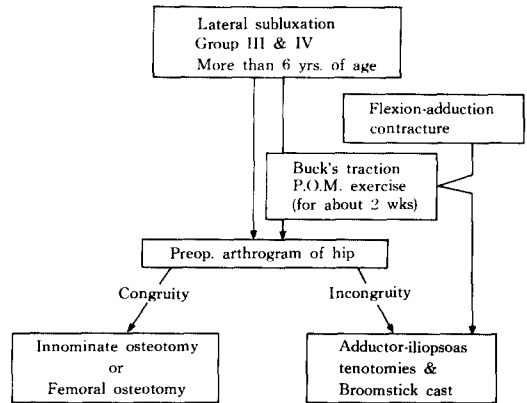 Lateral subluxation
Group III & IV
More than 6 yrs. of age
Flexion-adduction
contracture
Buck's traction
P.O.M. exercise
(for about 2 wks)
Preop. arthrogram of hip
Congruity
Incongruity
Innominate osteotomy
or
Femoral osteotomy
Adductor-iliopsoas
tenotomies &
Broomstick cast